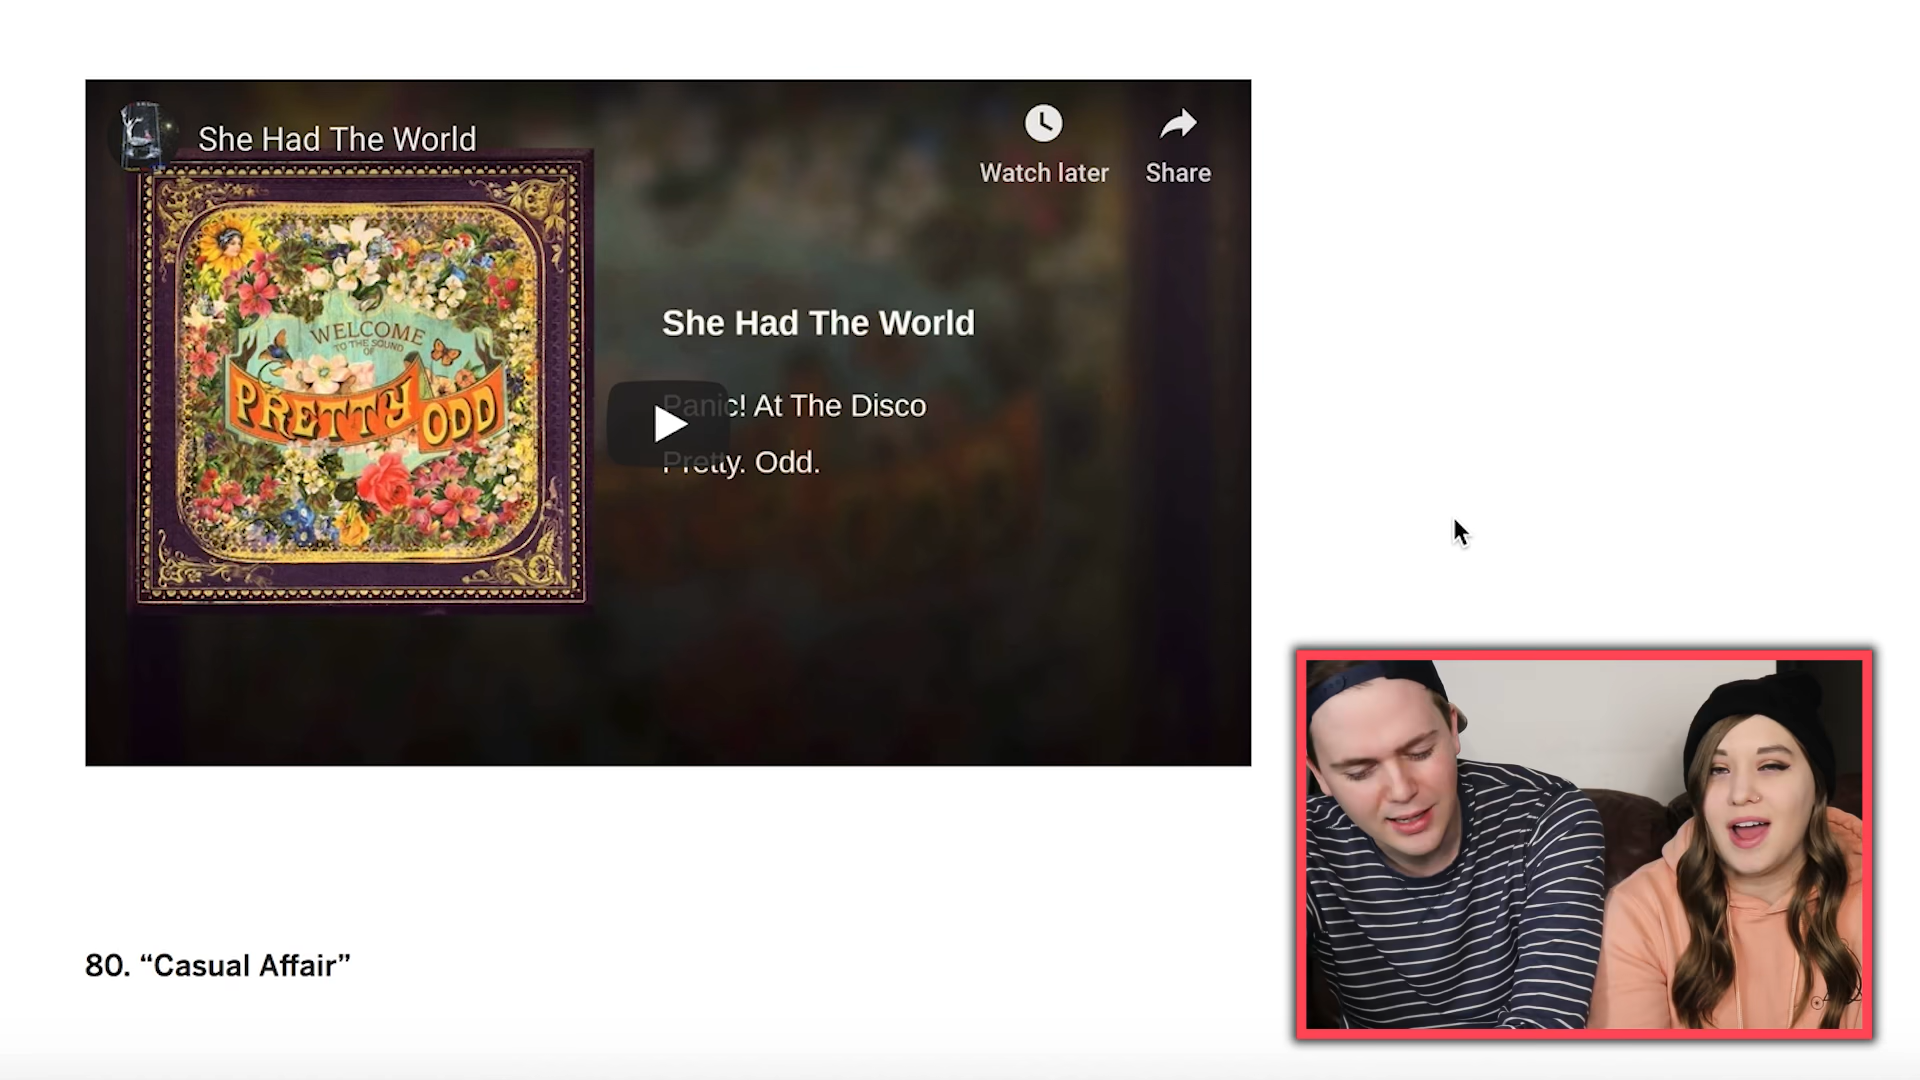 She Had The World
Watch later
Share
WELCOME
TO THE SOUND
OF
PRETTY ODD
She Had The World
Panic! At The Disco
Pretty. Odd.
80. “Casual Affair”